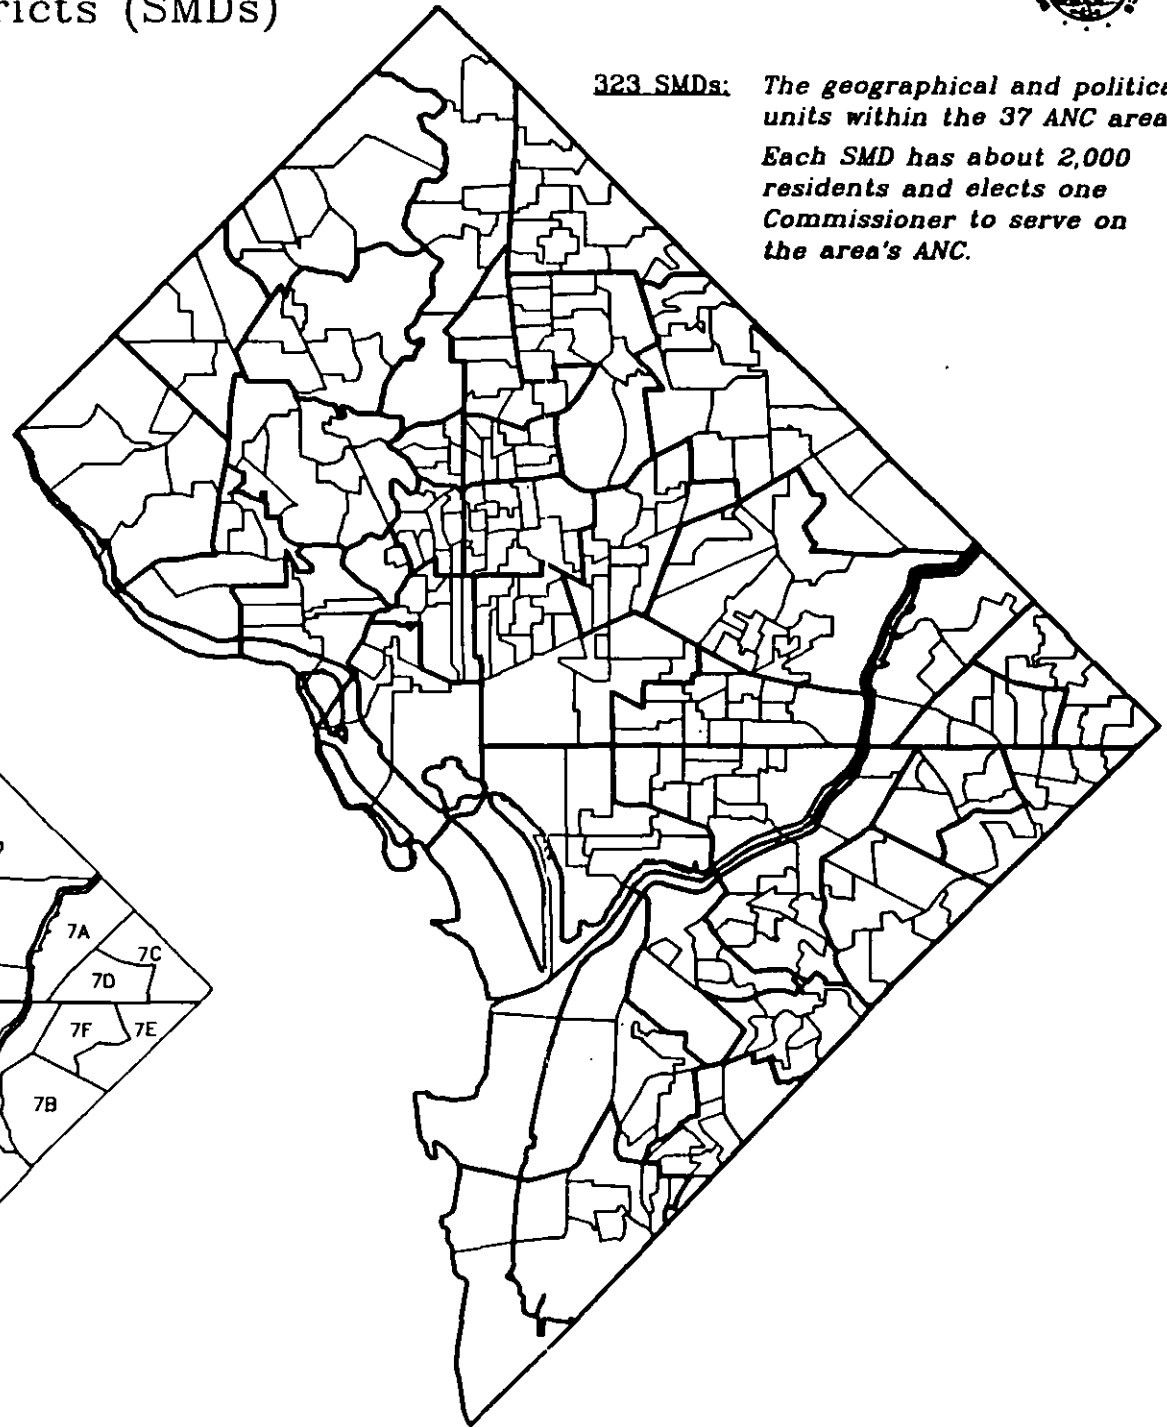 ricts (SMDs)
323 SMDs: The geographical and politica
units within the 37 ANC area
Each SMD has about 2,000
residents and elects one
Commissioner to serve on
the area's ANC.
7A
7C
7D
7F
7E
7B